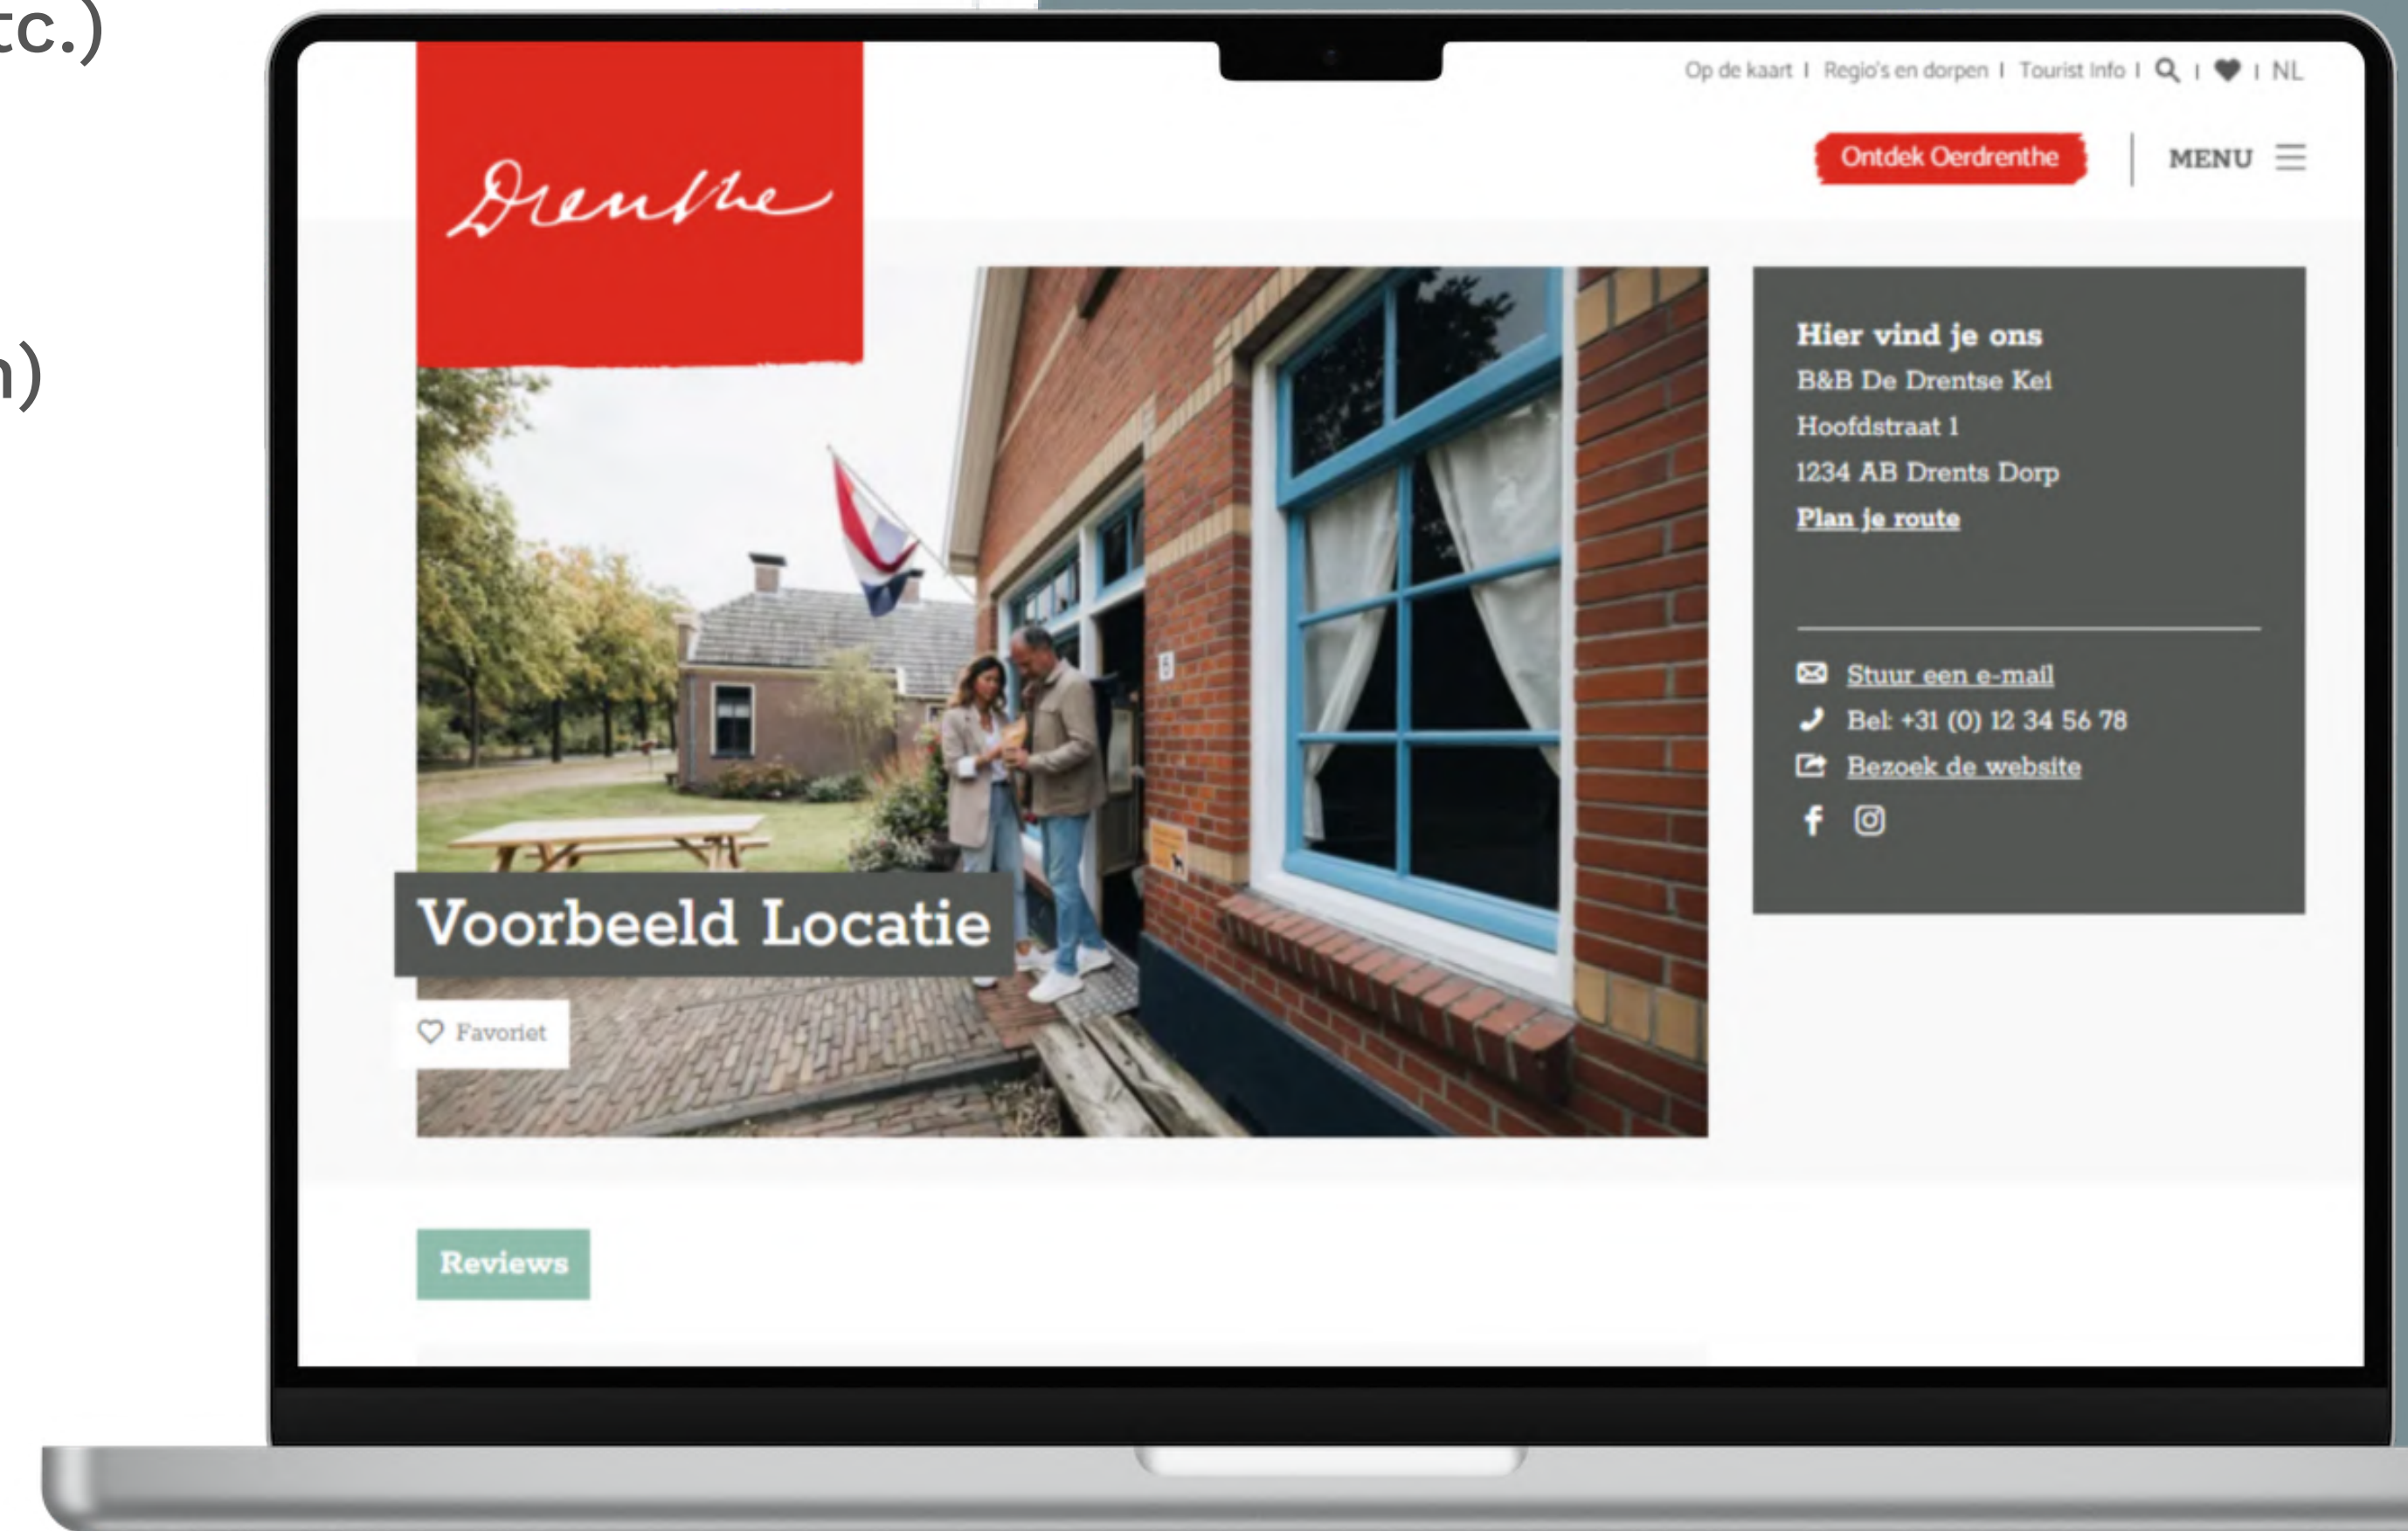 tc.)
n)
Op de kaart | Regio's en dorpen | Tourist Info | NL
Drenthe
Ontdek Oerdrenthe
MENU
Hier vind je ons
B&B De Drentse Kei
Hoofdstraat 1
1234 AB Drents Dorp
Plan je route
Stuur een e-mail
Bel: +31 (0) 12 34 56 78
Bezoek de website
Voorbeeld Locatie
Favoriet
Reviews